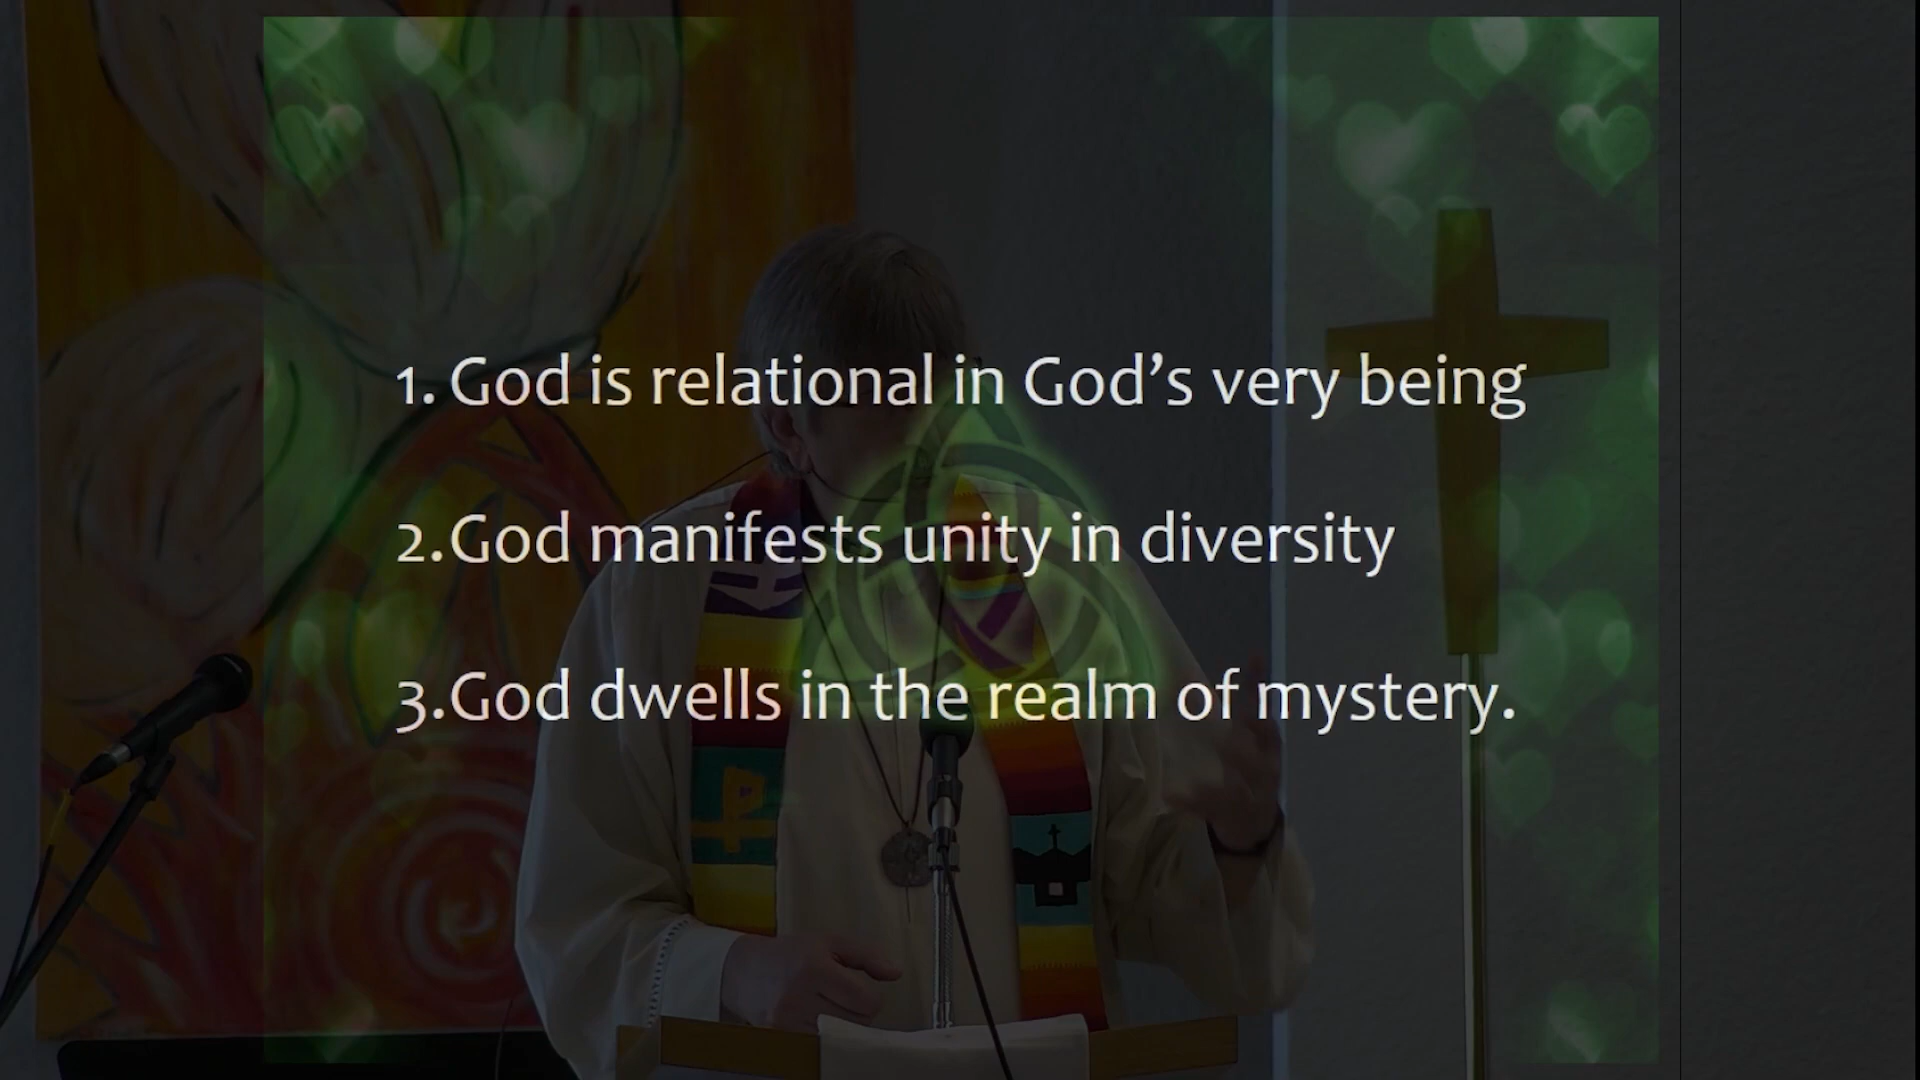 1. God is relational in God’s very being
2. God manifests unity in diversity
3. God dwells in the realm of mystery.